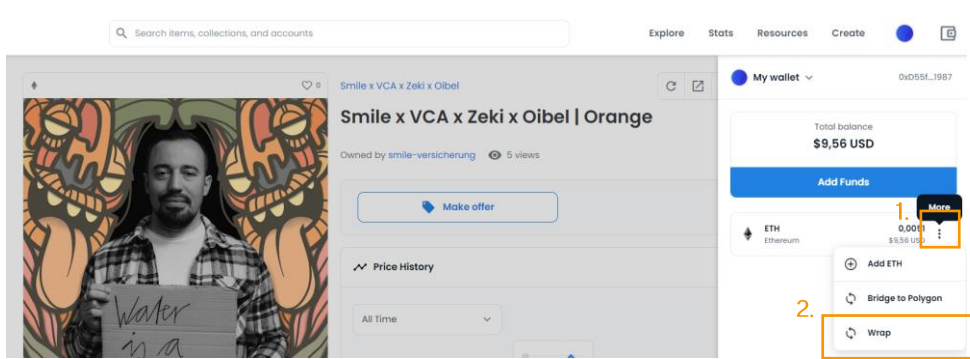 Search items, collections, and accounts
Explore Stats Resources Create
My wallet 0xD55f...1987
0
Smile x VCA x Zeki x Oibel
Smile x VCA x Zeki x Oibel | Orange
Total balance
$9,56 USD
Owned by smile-versicherung 5 views
Add Funds
Make offer
More
1.
ETH 0,0051
Ethereum $9,56 USD
Price History
Add ETH
Bridge to Polygon
2.
Wrap
All Time
Water
is a